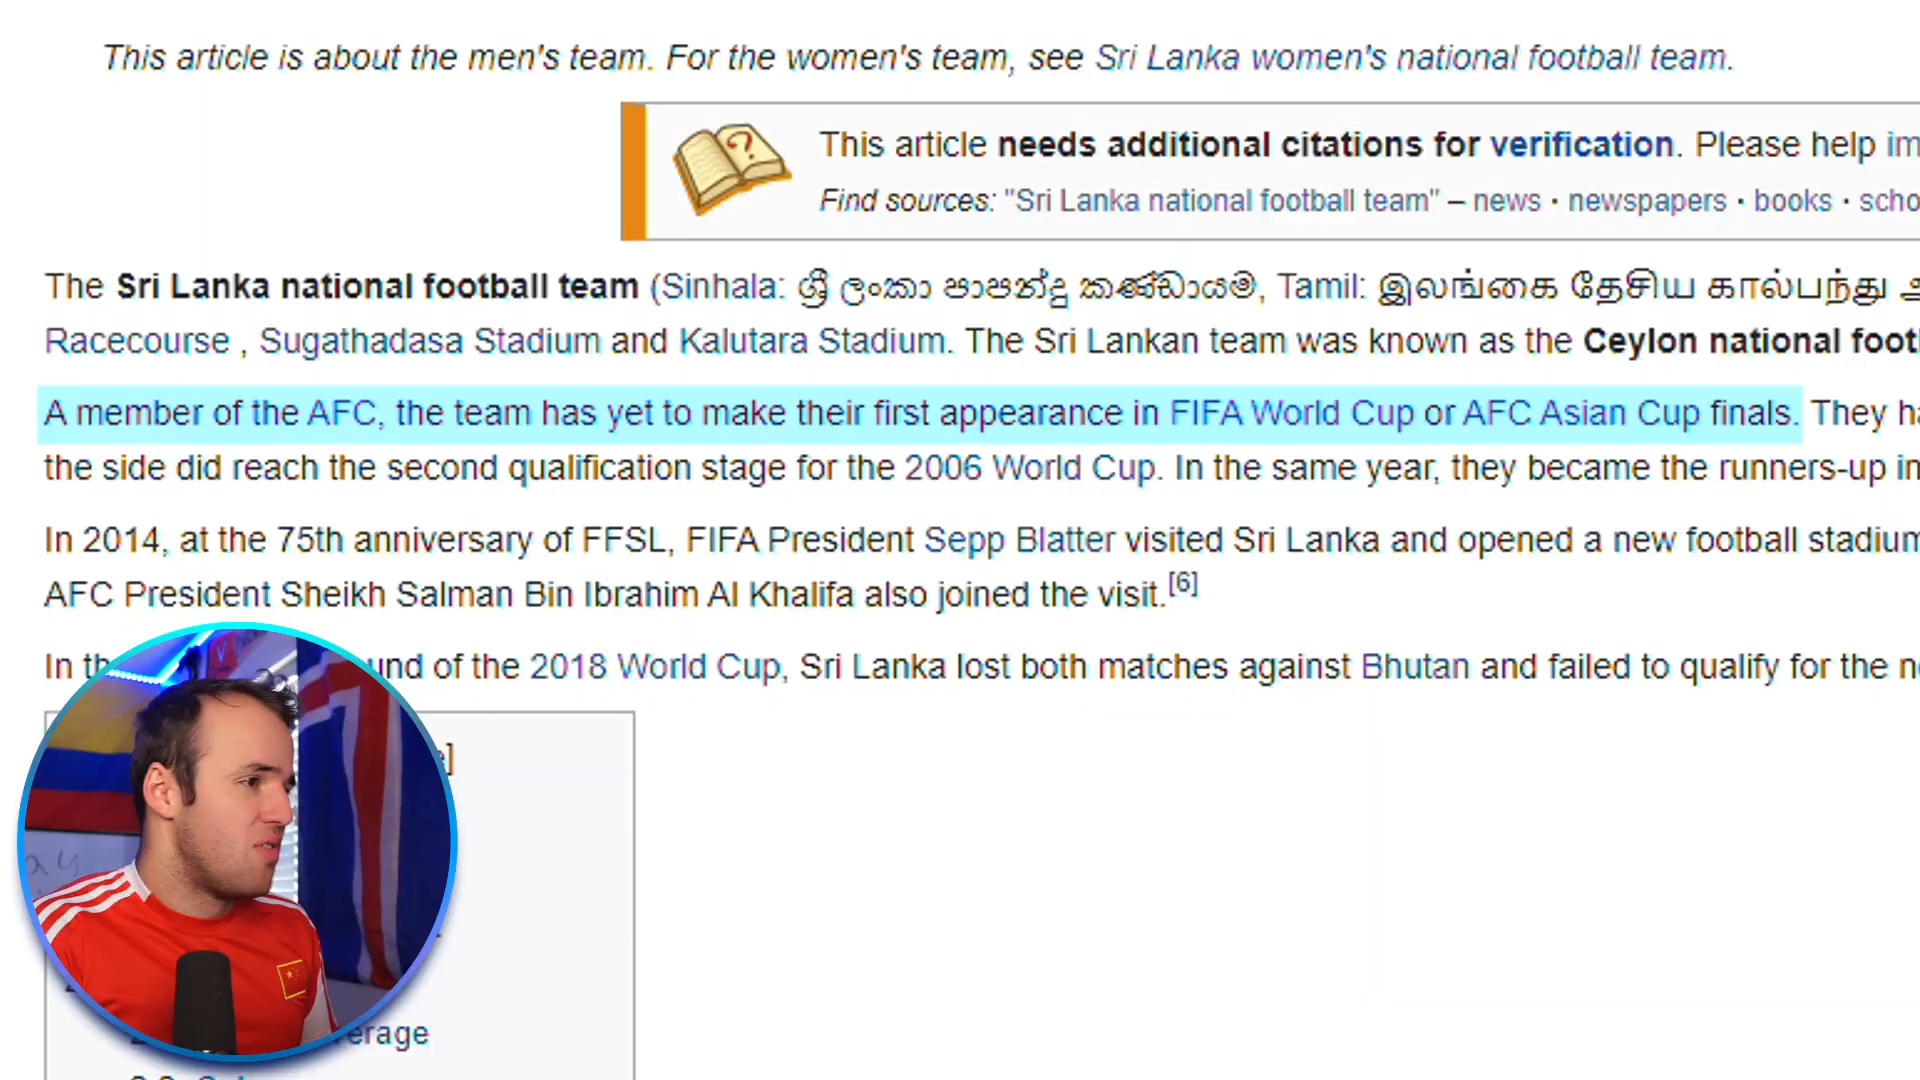 This article is about the men's team. For the women's team, see Sri Lanka women's national football team.
This article needs additional citations for verification. Please help im
Find sources: "Sri Lanka national football team" – news · newspapers · books · scho
The Sri Lanka national football team (Sinhala: ශ්‍රී ලංකා පාපන්දු කණ්ඩායම, Tamil: இலங்கை தேசிய கால்பந்து அ
Racecourse , Sugathadasa Stadium and Kalutara Stadium. The Sri Lankan team was known as the Ceylon national footb
A member of the AFC, the team has yet to make their first appearance in FIFA World Cup or AFC Asian Cup finals. They ha
the side did reach the second qualification stage for the 2006 World Cup. In the same year, they became the runners-up in
In 2014, at the 75th anniversary of FFSL, FIFA President Sepp Blatter visited Sri Lanka and opened a new football stadium
AFC President Sheikh Salman Bin Ibrahim Al Khalifa also joined the visit.[6]
In th und of the 2018 World Cup, Sri Lanka lost both matches against Bhutan and failed to qualify for the ne
e]
ay
erage